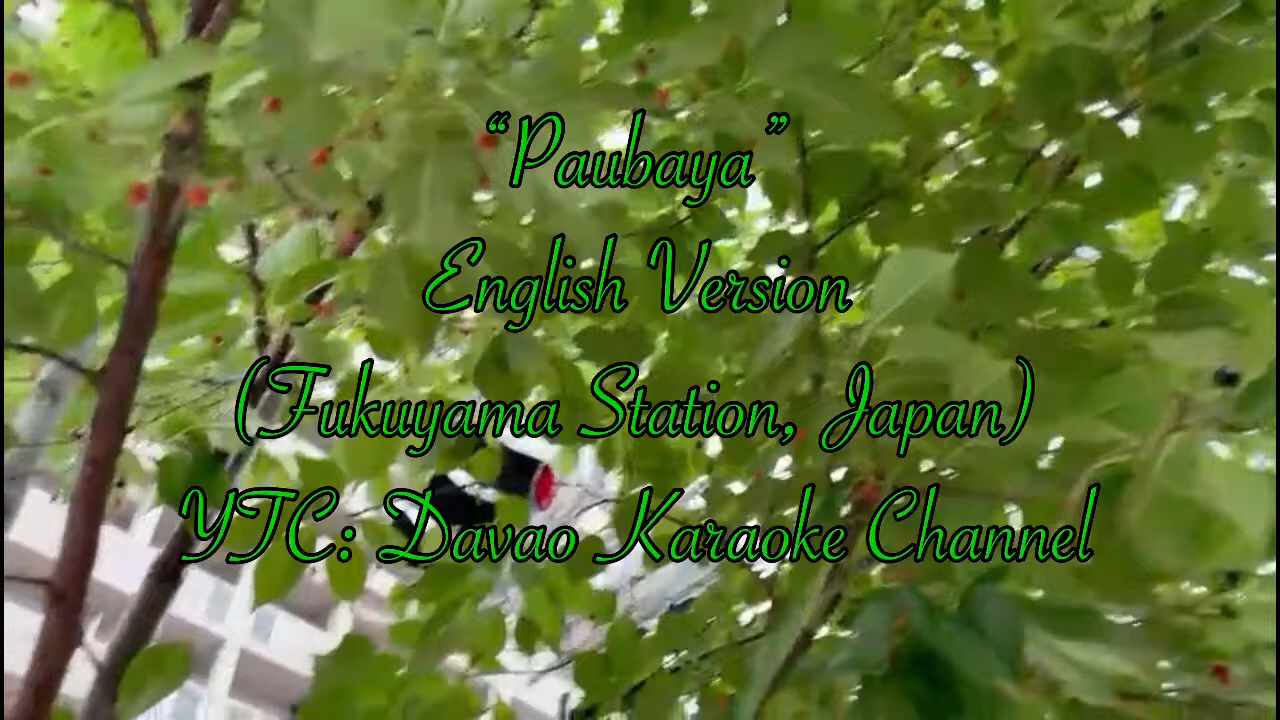 “Paubaya”
English Version
(Fukuyama Station, Japan)
YTC: Davao Karaoke Channel